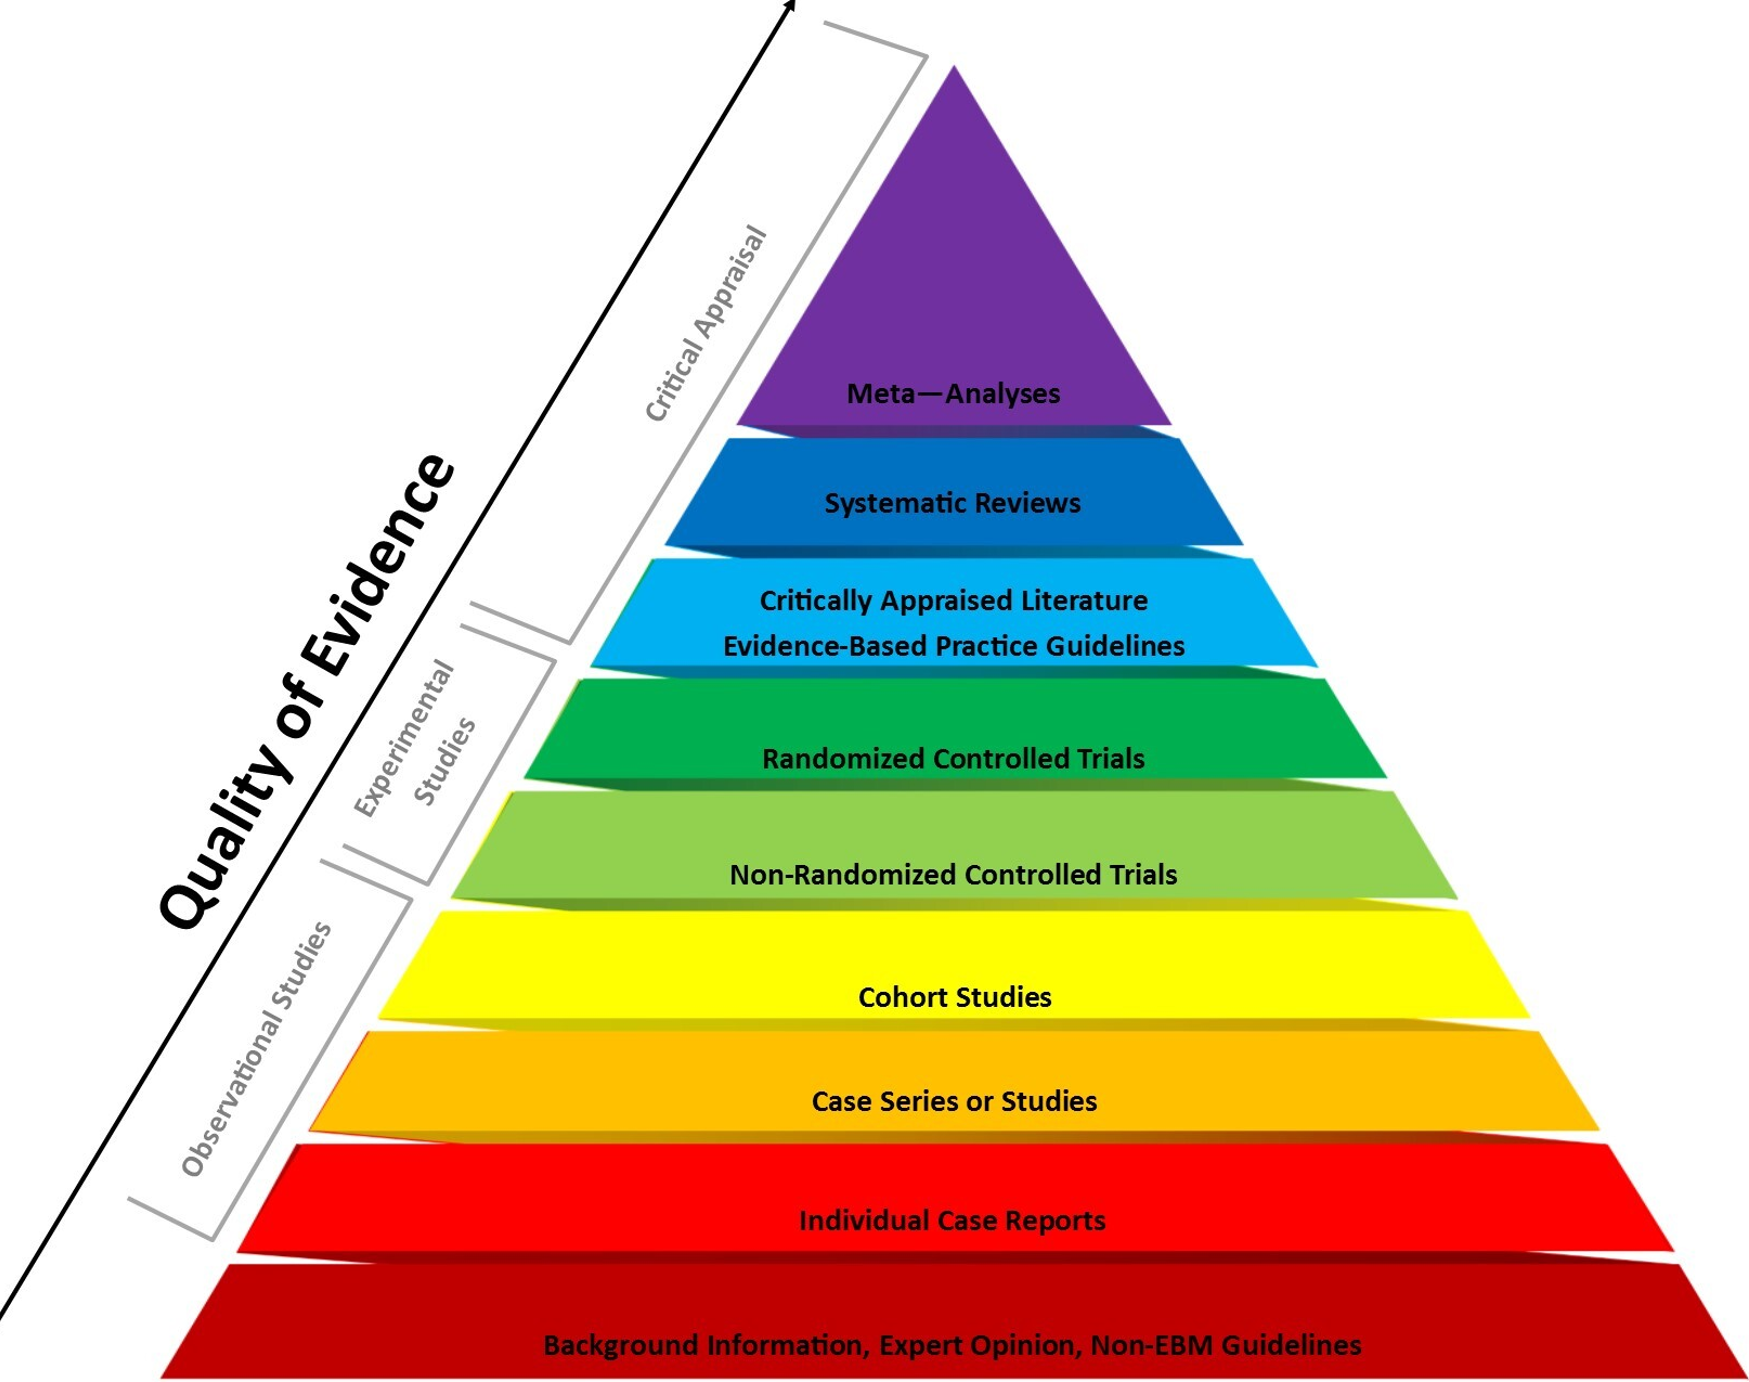 Quality of Evidence
Critical Appraisal
Experimental
Studies
Observational Studies
Meta—Analyses
Systematic Reviews
Critically Appraised Literature
Evidence-Based Practice Guidelines
Randomized Controlled Trials
Non-Randomized Controlled Trials
Cohort Studies
Case Series or Studies
Individual Case Reports
Background Information, Expert Opinion, Non-EBM Guidelines